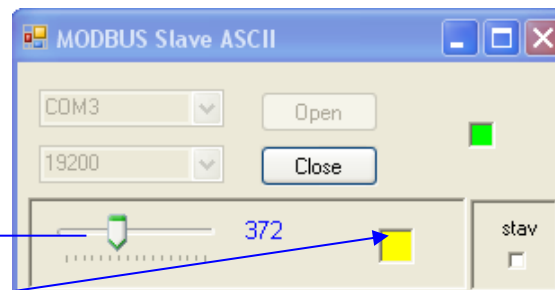 MODBUS Slave ASCII
COM3
Open
19200
Close
372
stav